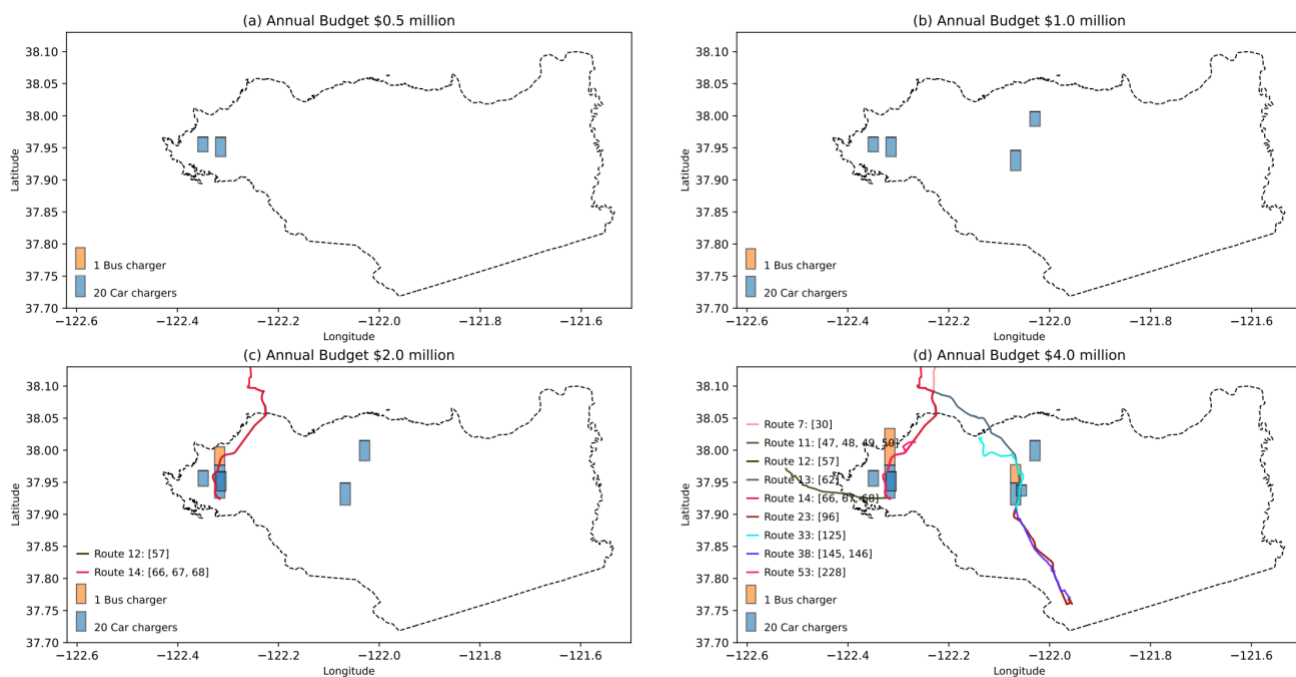 (a) Annual Budget $0.5 million
38.10
38.05
38.00
37.95
37.90
37.85
37.80
37.75
37.70
Latitude
1 Bus charger
20 Car chargers
−122.6 −122.4 −122.2 −122.0 −121.8 −121.6
Longitude
(b) Annual Budget $1.0 million
38.10
38.05
38.00
37.95
37.90
37.85
37.80
37.75
37.70
Latitude
1 Bus charger
20 Car chargers
−122.6 −122.4 −122.2 −122.0 −121.8 −121.6
Longitude
(c) Annual Budget $2.0 million
38.10
38.05
38.00
37.95
37.90
37.85
37.80
37.75
37.70
Latitude
Route 12: [57]
Route 14: [66, 67, 68]
1 Bus charger
20 Car chargers
−122.6 −122.4 −122.2 −122.0 −121.8 −121.6
Longitude
(d) Annual Budget $4.0 million
38.10
38.05
38.00
37.95
37.90
37.85
37.80
37.75
37.70
Latitude
Route 7: [30]
Route 11: [47, 48, 49, 50]
Route 12: [57]
Route 13: [62]
Route 14: [66, 67, 68]
Route 23: [96]
Route 33: [125]
Route 38: [145, 146]
Route 53: [228]
1 Bus charger
20 Car chargers
−122.6 −122.4 −122.2 −122.0 −121.8 −121.6
Longitude